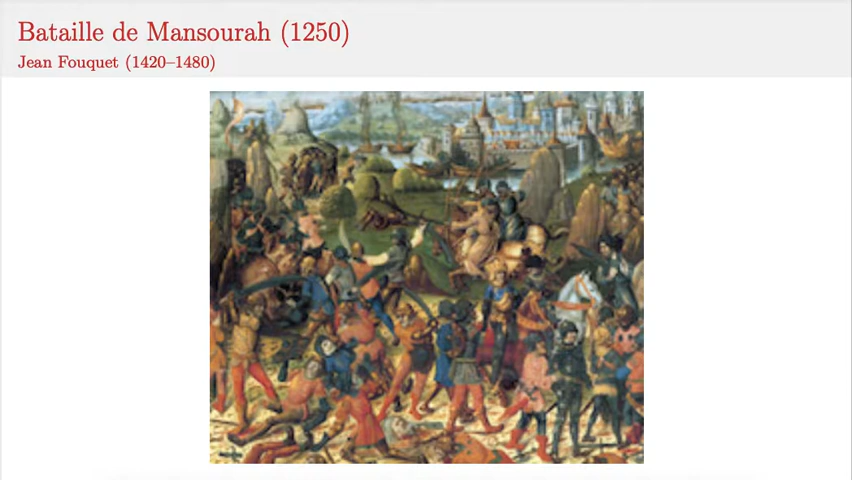 Bataille de Mansourah (1250)
Jean Fouquet (1420–1480)